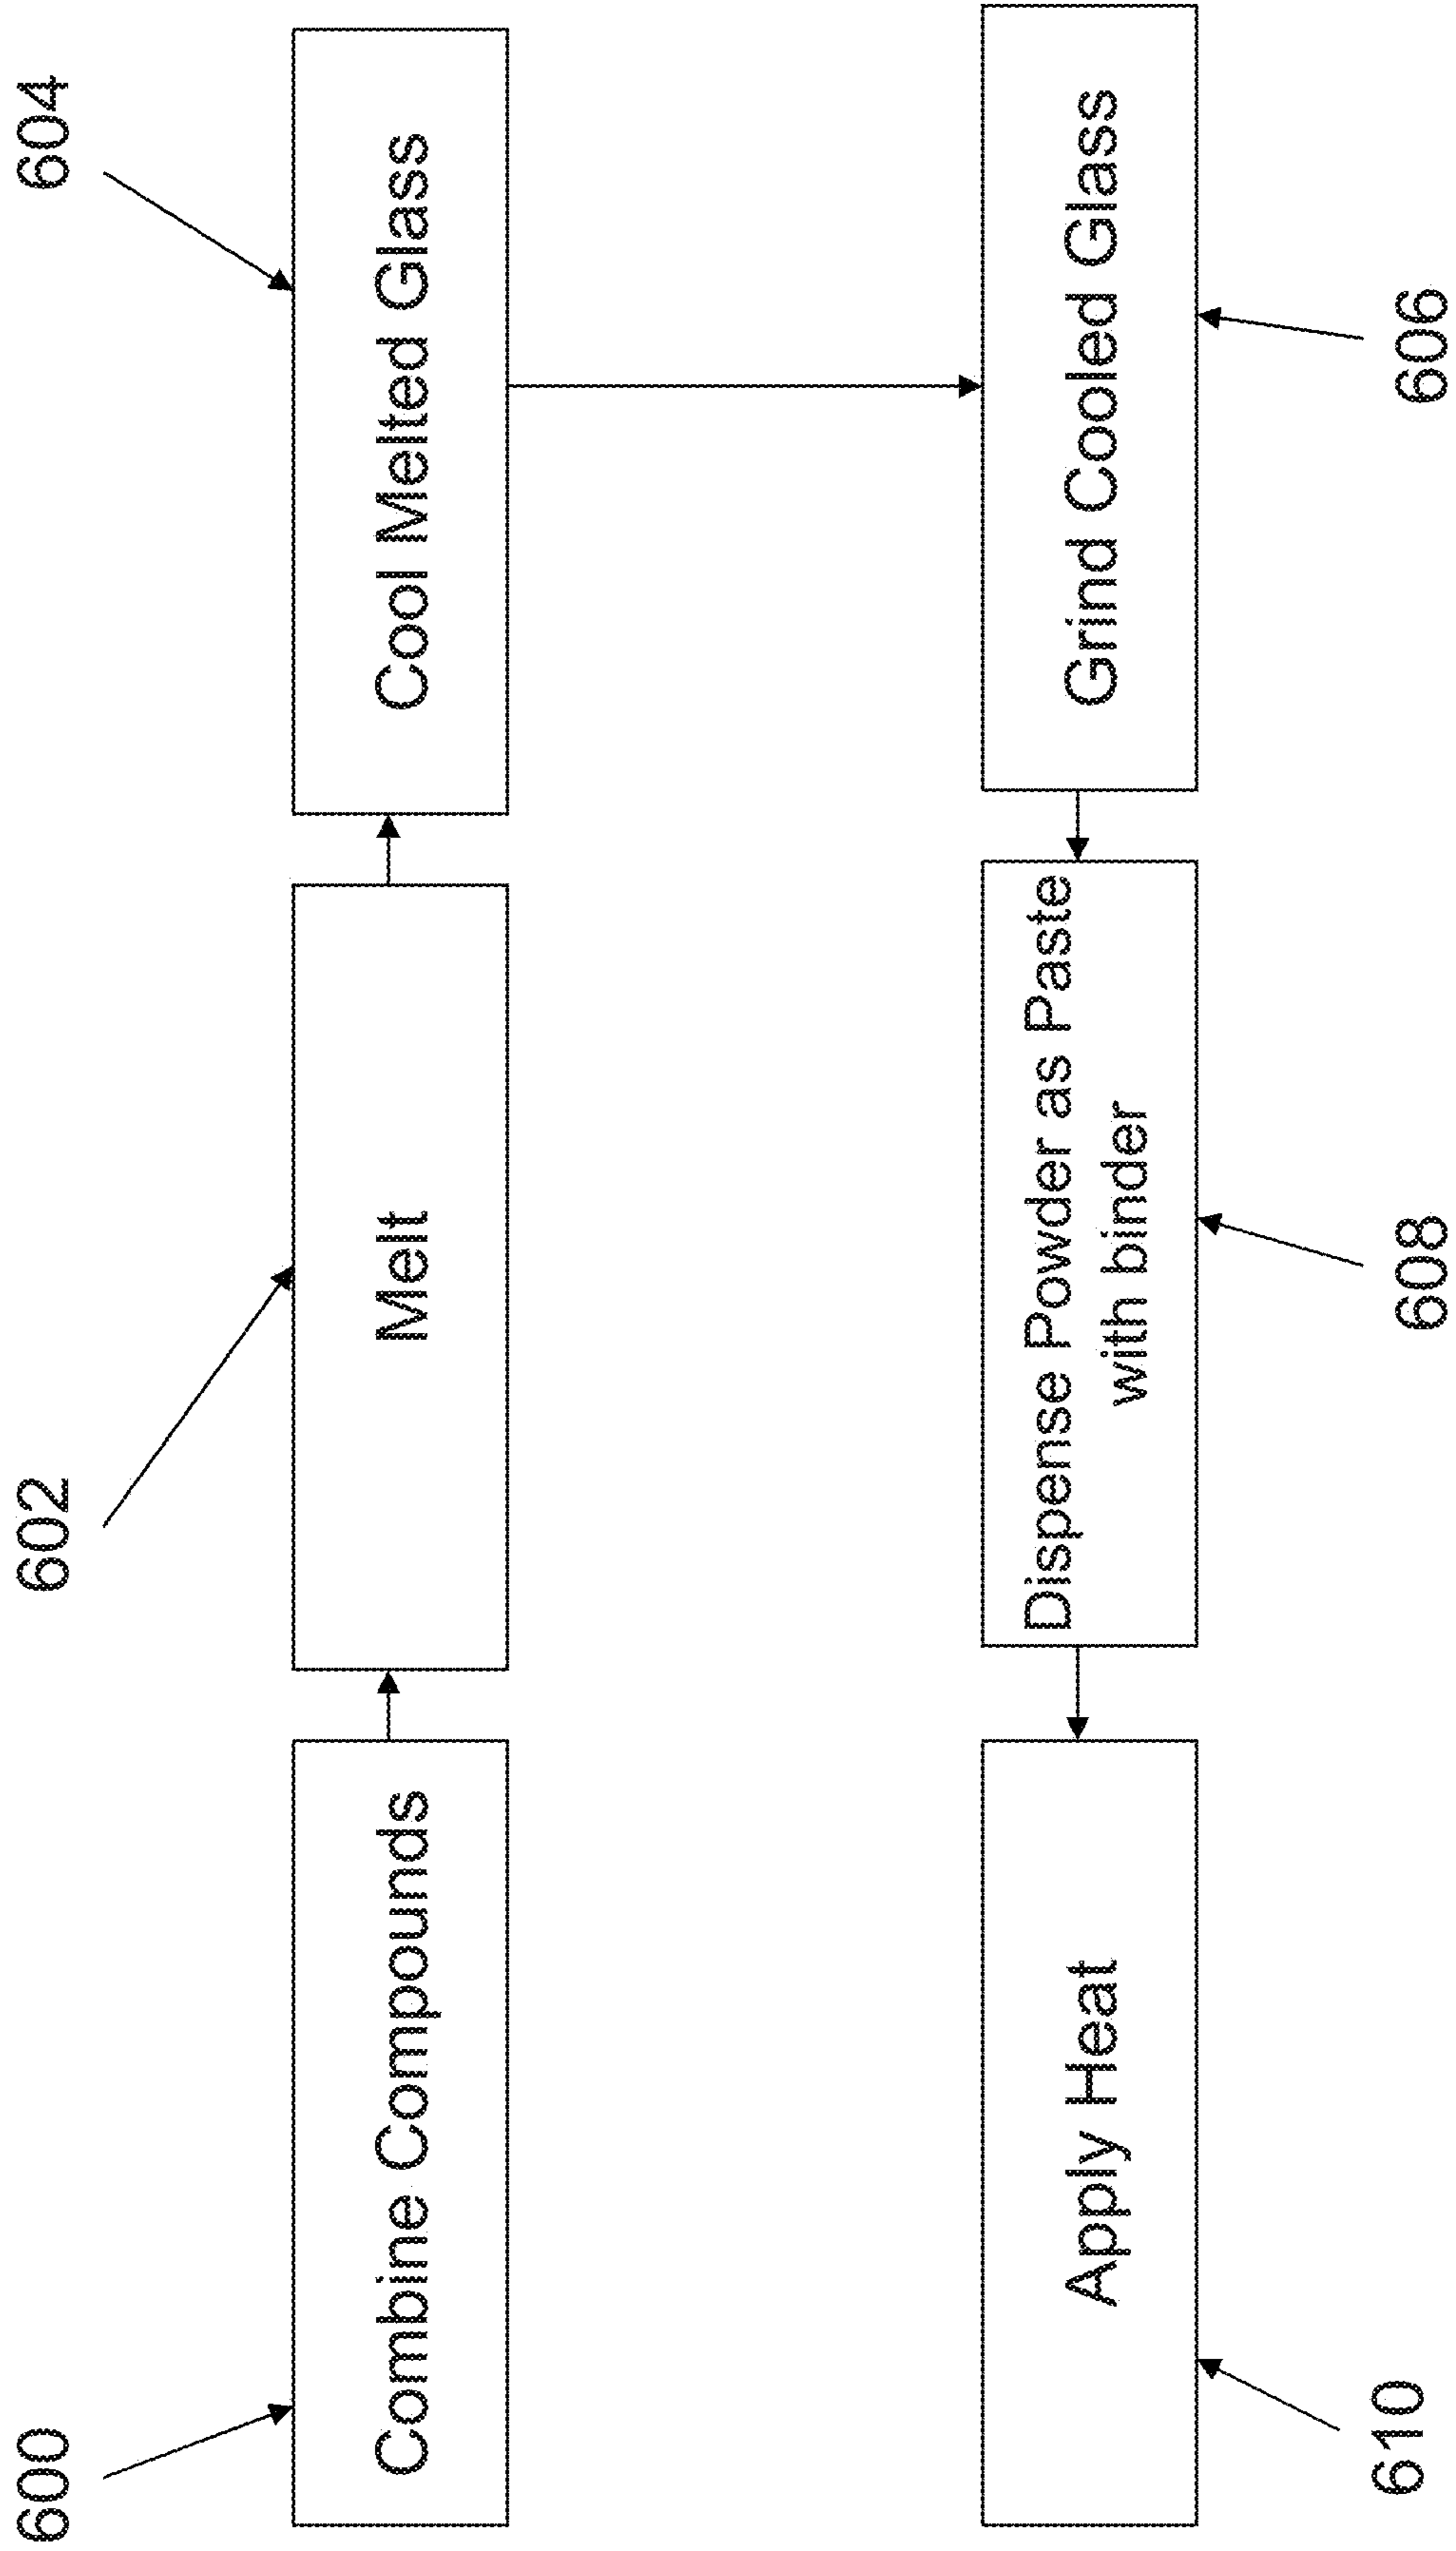 600
602
604
Combine Compounds
Melt
Cool Melted Glass
Apply Heat
Dispense Powder as Paste
with binder
Grind Cooled Glass
610
608
606